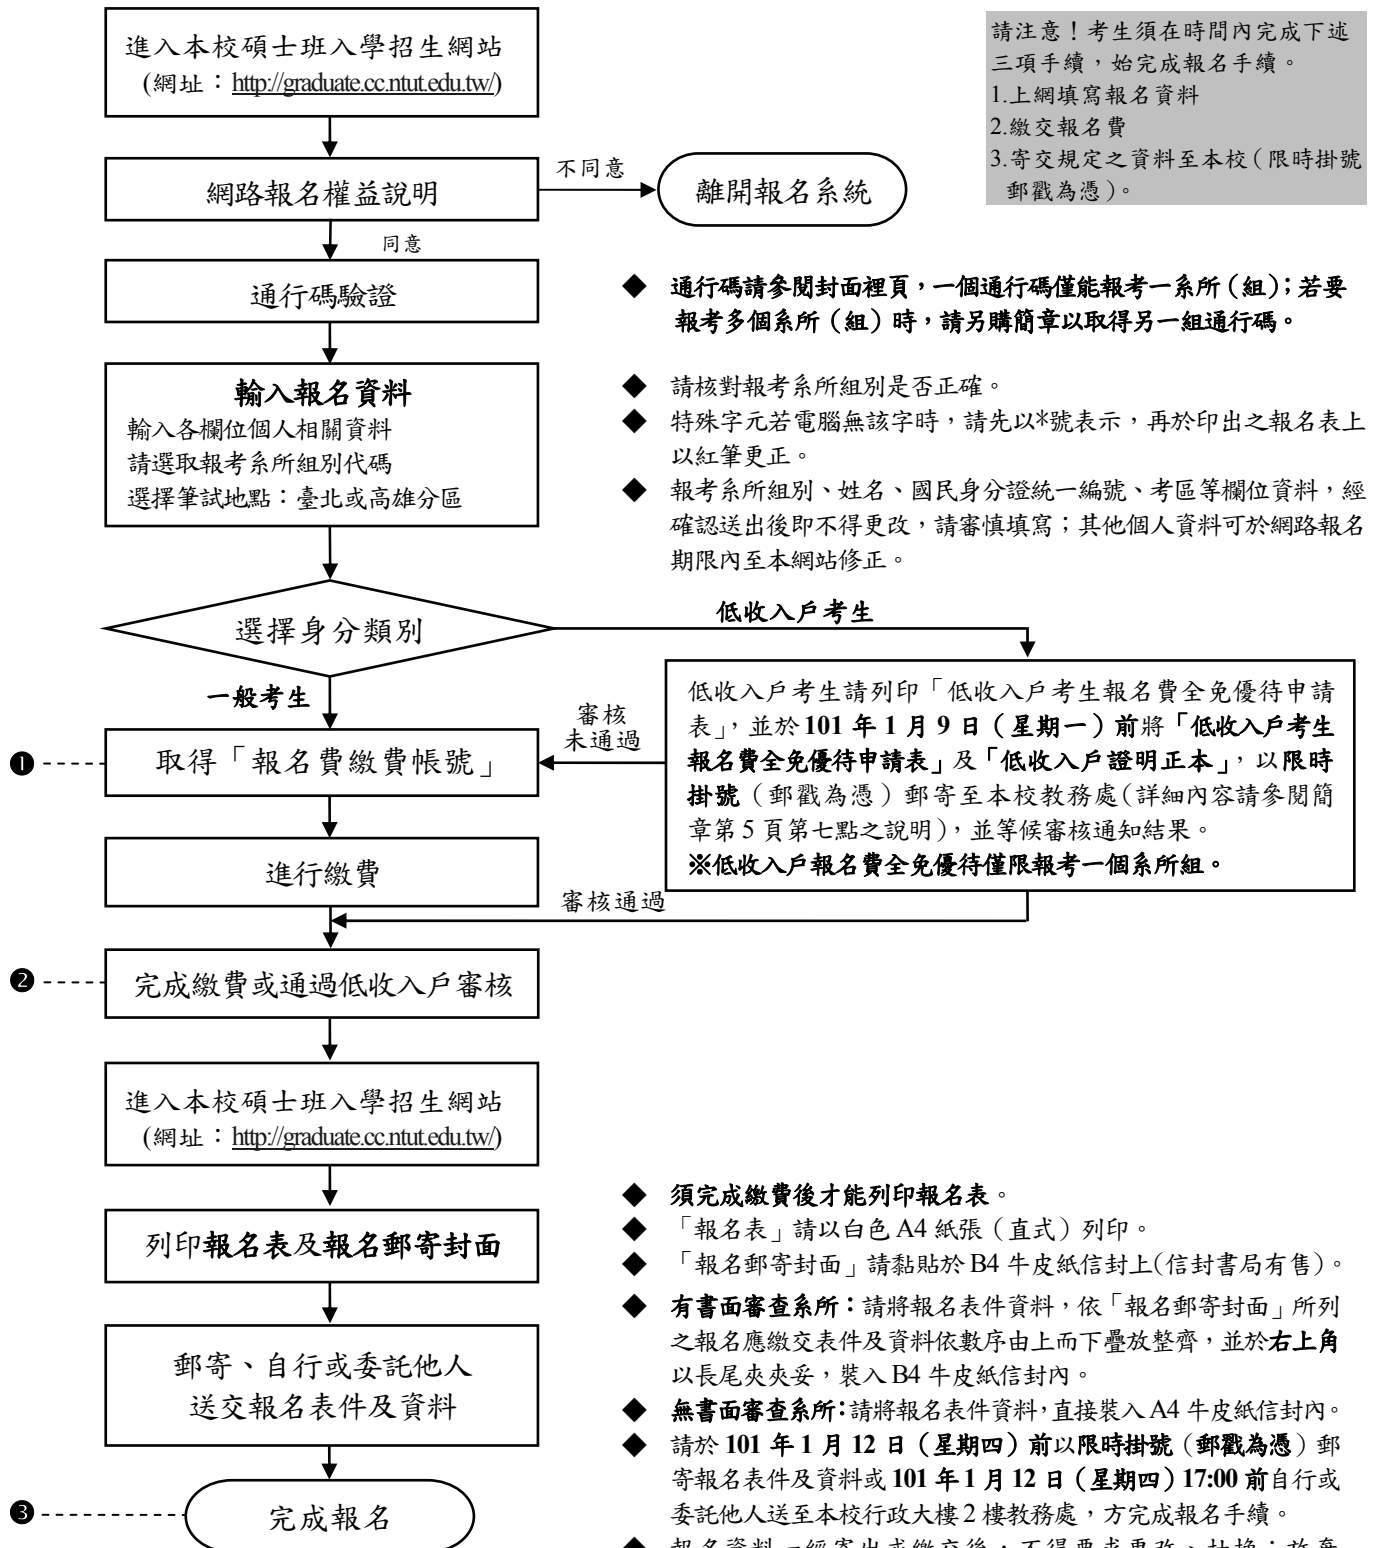 進入本校碩士班入學招生網站
(網址：http://graduate.cc.ntut.edu.tw/)
請注意！考生須在時間內完成下述
三項手續，始完成報名手續。
1.上網填寫報名資料
2.繳交報名費
3.寄交規定之資料至本校（限時掛號
郵戳為憑）。
網路報名權益說明
不同意
離開報名系統
同意
通行碼驗證
◆ 通行碼請參閱封面裡頁，一個通行碼僅能報考一系所（組）；若要
報考多個系所（組）時，請另購簡章以取得另一組通行碼。
輸入報名資料
輸入各欄位個人相關資料
請選取報考系所組別代碼
選擇筆試地點：臺北或高雄分區
◆ 請核對報考系所組別是否正確。
◆ 特殊字元若電腦無該字時，請先以*號表示，再於印出之報名表上
以紅筆更正。
◆ 報考系所組別、姓名、國民身分證統一編號、考區等欄位資料，經
確認送出後即不得更改，請審慎填寫；其他個人資料可於網路報名
期限內至本網站修正。
選擇身分類別
低收入戶考生
一般考生
低收入戶考生請列印「低收入戶考生報名費全免優待申請
表」，並於 101 年 1 月 9 日（星期一）前將「低收入戶考生
報名費全免優待申請表」及「低收入戶證明正本」，以限時
掛號（郵戳為憑）郵寄至本校教務處(詳細內容請參閱簡
章第 5 頁第七點之說明)，並等候審核通知結果。
※低收入戶報名費全免優待僅限報考一個系所組。
審核
未通過
❶ 取得「報名費繳費帳號」
進行繳費
審核通過
❷ 完成繳費或通過低收入戶審核
進入本校碩士班入學招生網站
(網址：http://graduate.cc.ntut.edu.tw/)
列印報名表及報名郵寄封面
◆ 須完成繳費後才能列印報名表。
◆ 「報名表」請以白色 A4 紙張（直式）列印。
◆ 「報名郵寄封面」請黏貼於 B4 牛皮紙信封上(信封書局有售)。
郵寄、自行或委託他人
送交報名表件及資料
◆ 有書面審查系所：請將報名表件資料，依「報名郵寄封面」所列
之報名應繳交表件及資料依數序由上而下疊放整齊，並於右上角
以長尾夾夾妥，裝入 B4 牛皮紙信封內。
◆ 無書面審查系所：請將報名表件資料，直接裝入 A4 牛皮紙信封內。
◆ 請於 101 年 1 月 12 日（星期四）前以限時掛號（郵戳為憑）郵
寄報名表件及資料或 101 年 1 月 12 日（星期四）17:00 前自行或
委託他人送至本校行政大樓 2 樓教務處，方完成報名手續。
❸ 完成報名
◆ 報名資料一經寄出或繳交後，不得要求更改、抽換；放棄